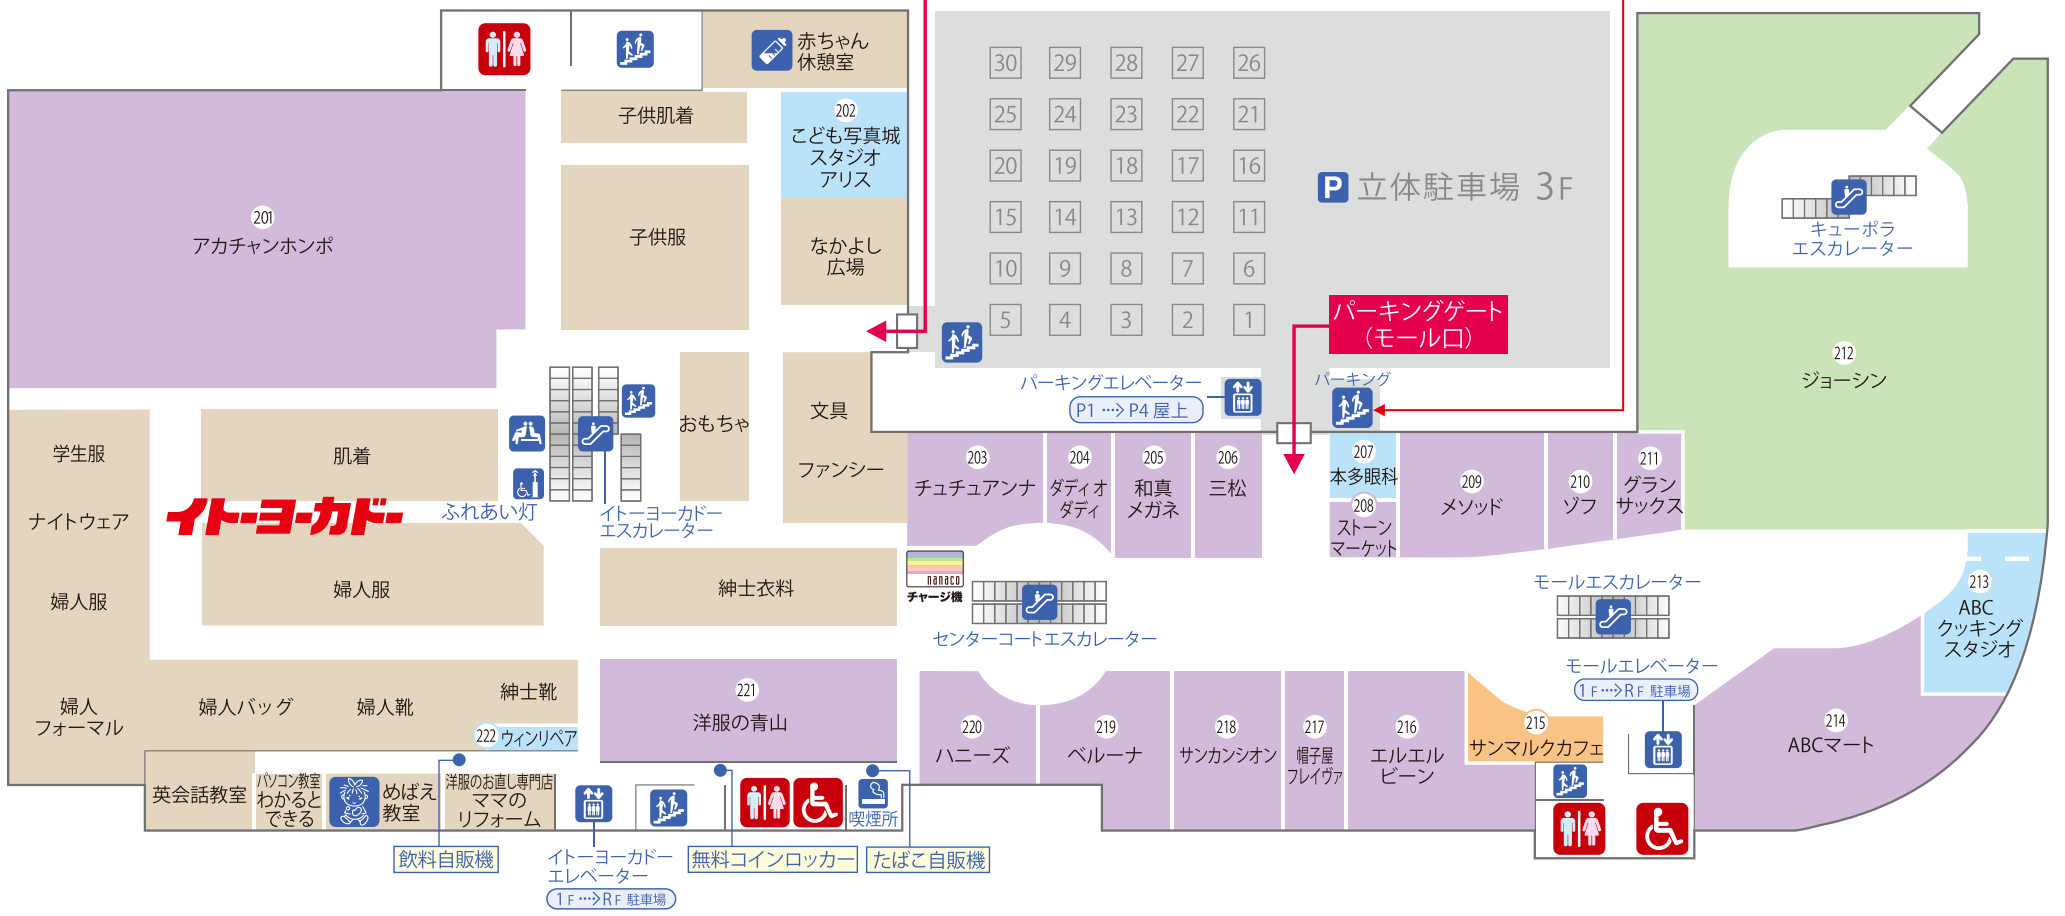 赤ちゃん
休憩室
子供肌着
202
こども写真城
スタジオ
アリス
201
アカチャンホンポ
子供服
なかよし
広場
30 29 28 27 26
25 24 23 22 21
20 19 18 17 16
15 14 13 12 11
10 9 8 7 6
5 4 3 2 1
P 立体駐車場 3F
パーキングゲート
(モール口)
パーキングエレベーター
P1 ····> P4 屋上
パーキング
キューポラ
エスカレーター
212
ジョーシン
学生服
ナイトウェア
婦人服
婦人
フォーマル
肌着
イトーヨーカドー
ふれあい灯
イトーヨーカドー
エスカレーター
おもちゃ
文具
ファンシー
婦人服
紳士衣料
nanaco
チャージ機
203
チュチュアンナ
204
ダディオ
ダディ
205
和真
メガネ
206
三松
207
本多眼科
208
ストーン
マーケット
209
メソッド
210
ゾフ
211
グラン
サックス
センターコートエスカレーター
モールエスカレーター
モールエレベーター
1F ····> RF 駐車場
213
ABC
クッキング
スタジオ
214
ABCマート
215
サンマルクカフェ
216
エルエル
ビーン
217
帽子屋
フレイヴァ
218
サンカンシオン
219
ベルーナ
220
ハニーズ
221
洋服の青山
婦人バッグ
婦人靴
紳士靴
222 ウィンリペア
英会話教室
パソコン教室
わかると
できる
めばえ
教室
洋服のお直し専門店
ママの
リフォーム
喫煙所
飲料自販機
イトーヨーカドー
エレベーター
1F ····> RF 駐車場
無料コインロッカー
たばこ自販機